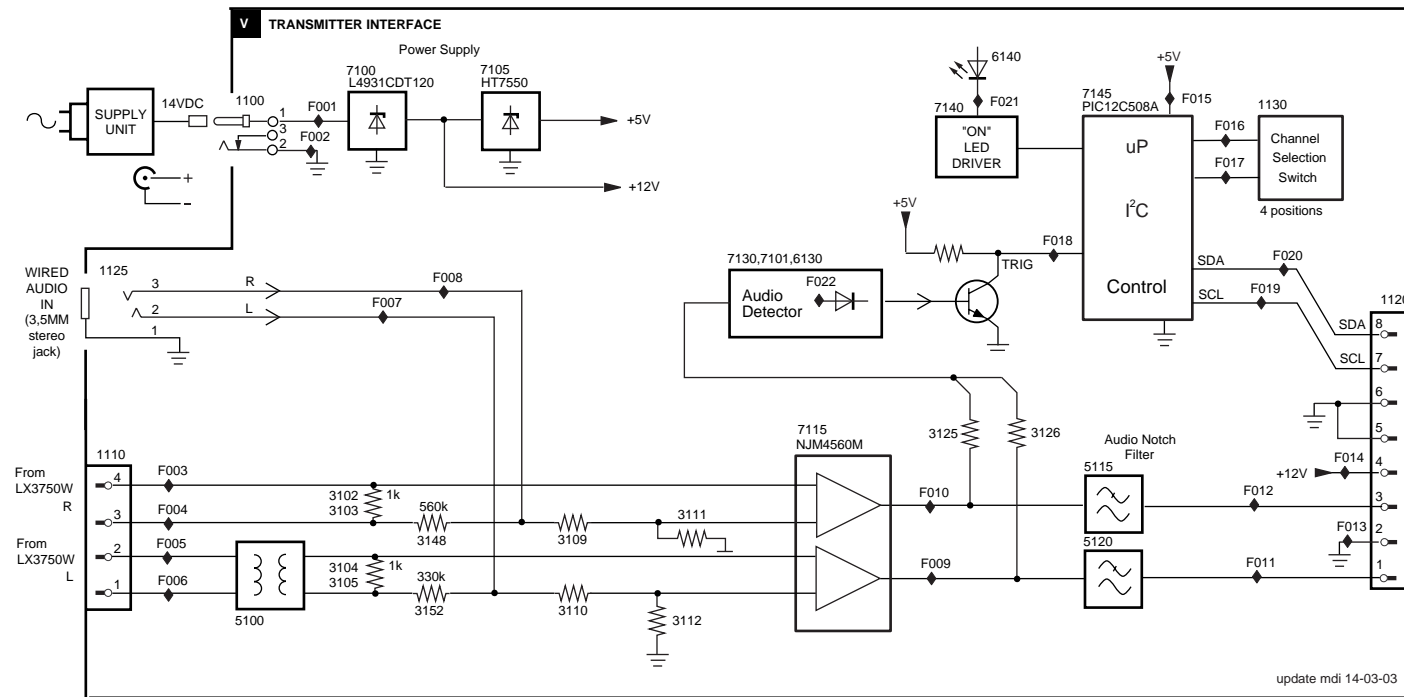 V TRANSMITTER INTERFACE
Power Supply
7100
L4931CDT120
7105
HT7550
SUPPLY
UNIT
14VDC
1100
1
3
2
F001
F002
+5V
+12V
+
-
6140
F021
7140
"ON"
LED
DRIVER
+5V
7145
PIC12C508A
F015
uP
I²C
Control
F016
F017
1130
Channel
Selection
Switch
4 positions
+5V
F018
TRIG
SDA
F020
SCL
F019
7130,7101,6130
F022
Audio
Detector
WIRED
AUDIO
IN
(3,5MM
stereo
jack)
1125
3
R
F008
2
L
F007
1
1120
SDA 8
SCL 7
6
5
+12V F014 4
3
F013 2
1
3125
3126
7115
NJM4560M
Audio Notch
Filter
5115
F010
F012
5120
F009
F011
1110
From
LX3750W
R
4
F003
3
F004
From
LX3750W
L
2
F005
1
F006
5100
3102
3103
1k
560k
3148
3109
3111
3104
3105
1k
330k
3152
3110
3112
update mdi 14-03-03